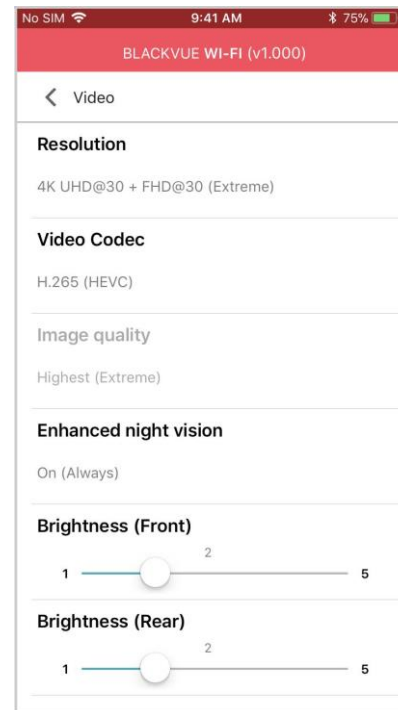 No SIM 9:41 AM 75%
BLACKVUE WI-FI (v1.000)
Video
Resolution
4K UHD@30 + FHD@30 (Extreme)
Video Codec
H.265 (HEVC)
Image quality
Highest (Extreme)
Enhanced night vision
On (Always)
Brightness (Front)
2
1 5
Brightness (Rear)
2
1 5